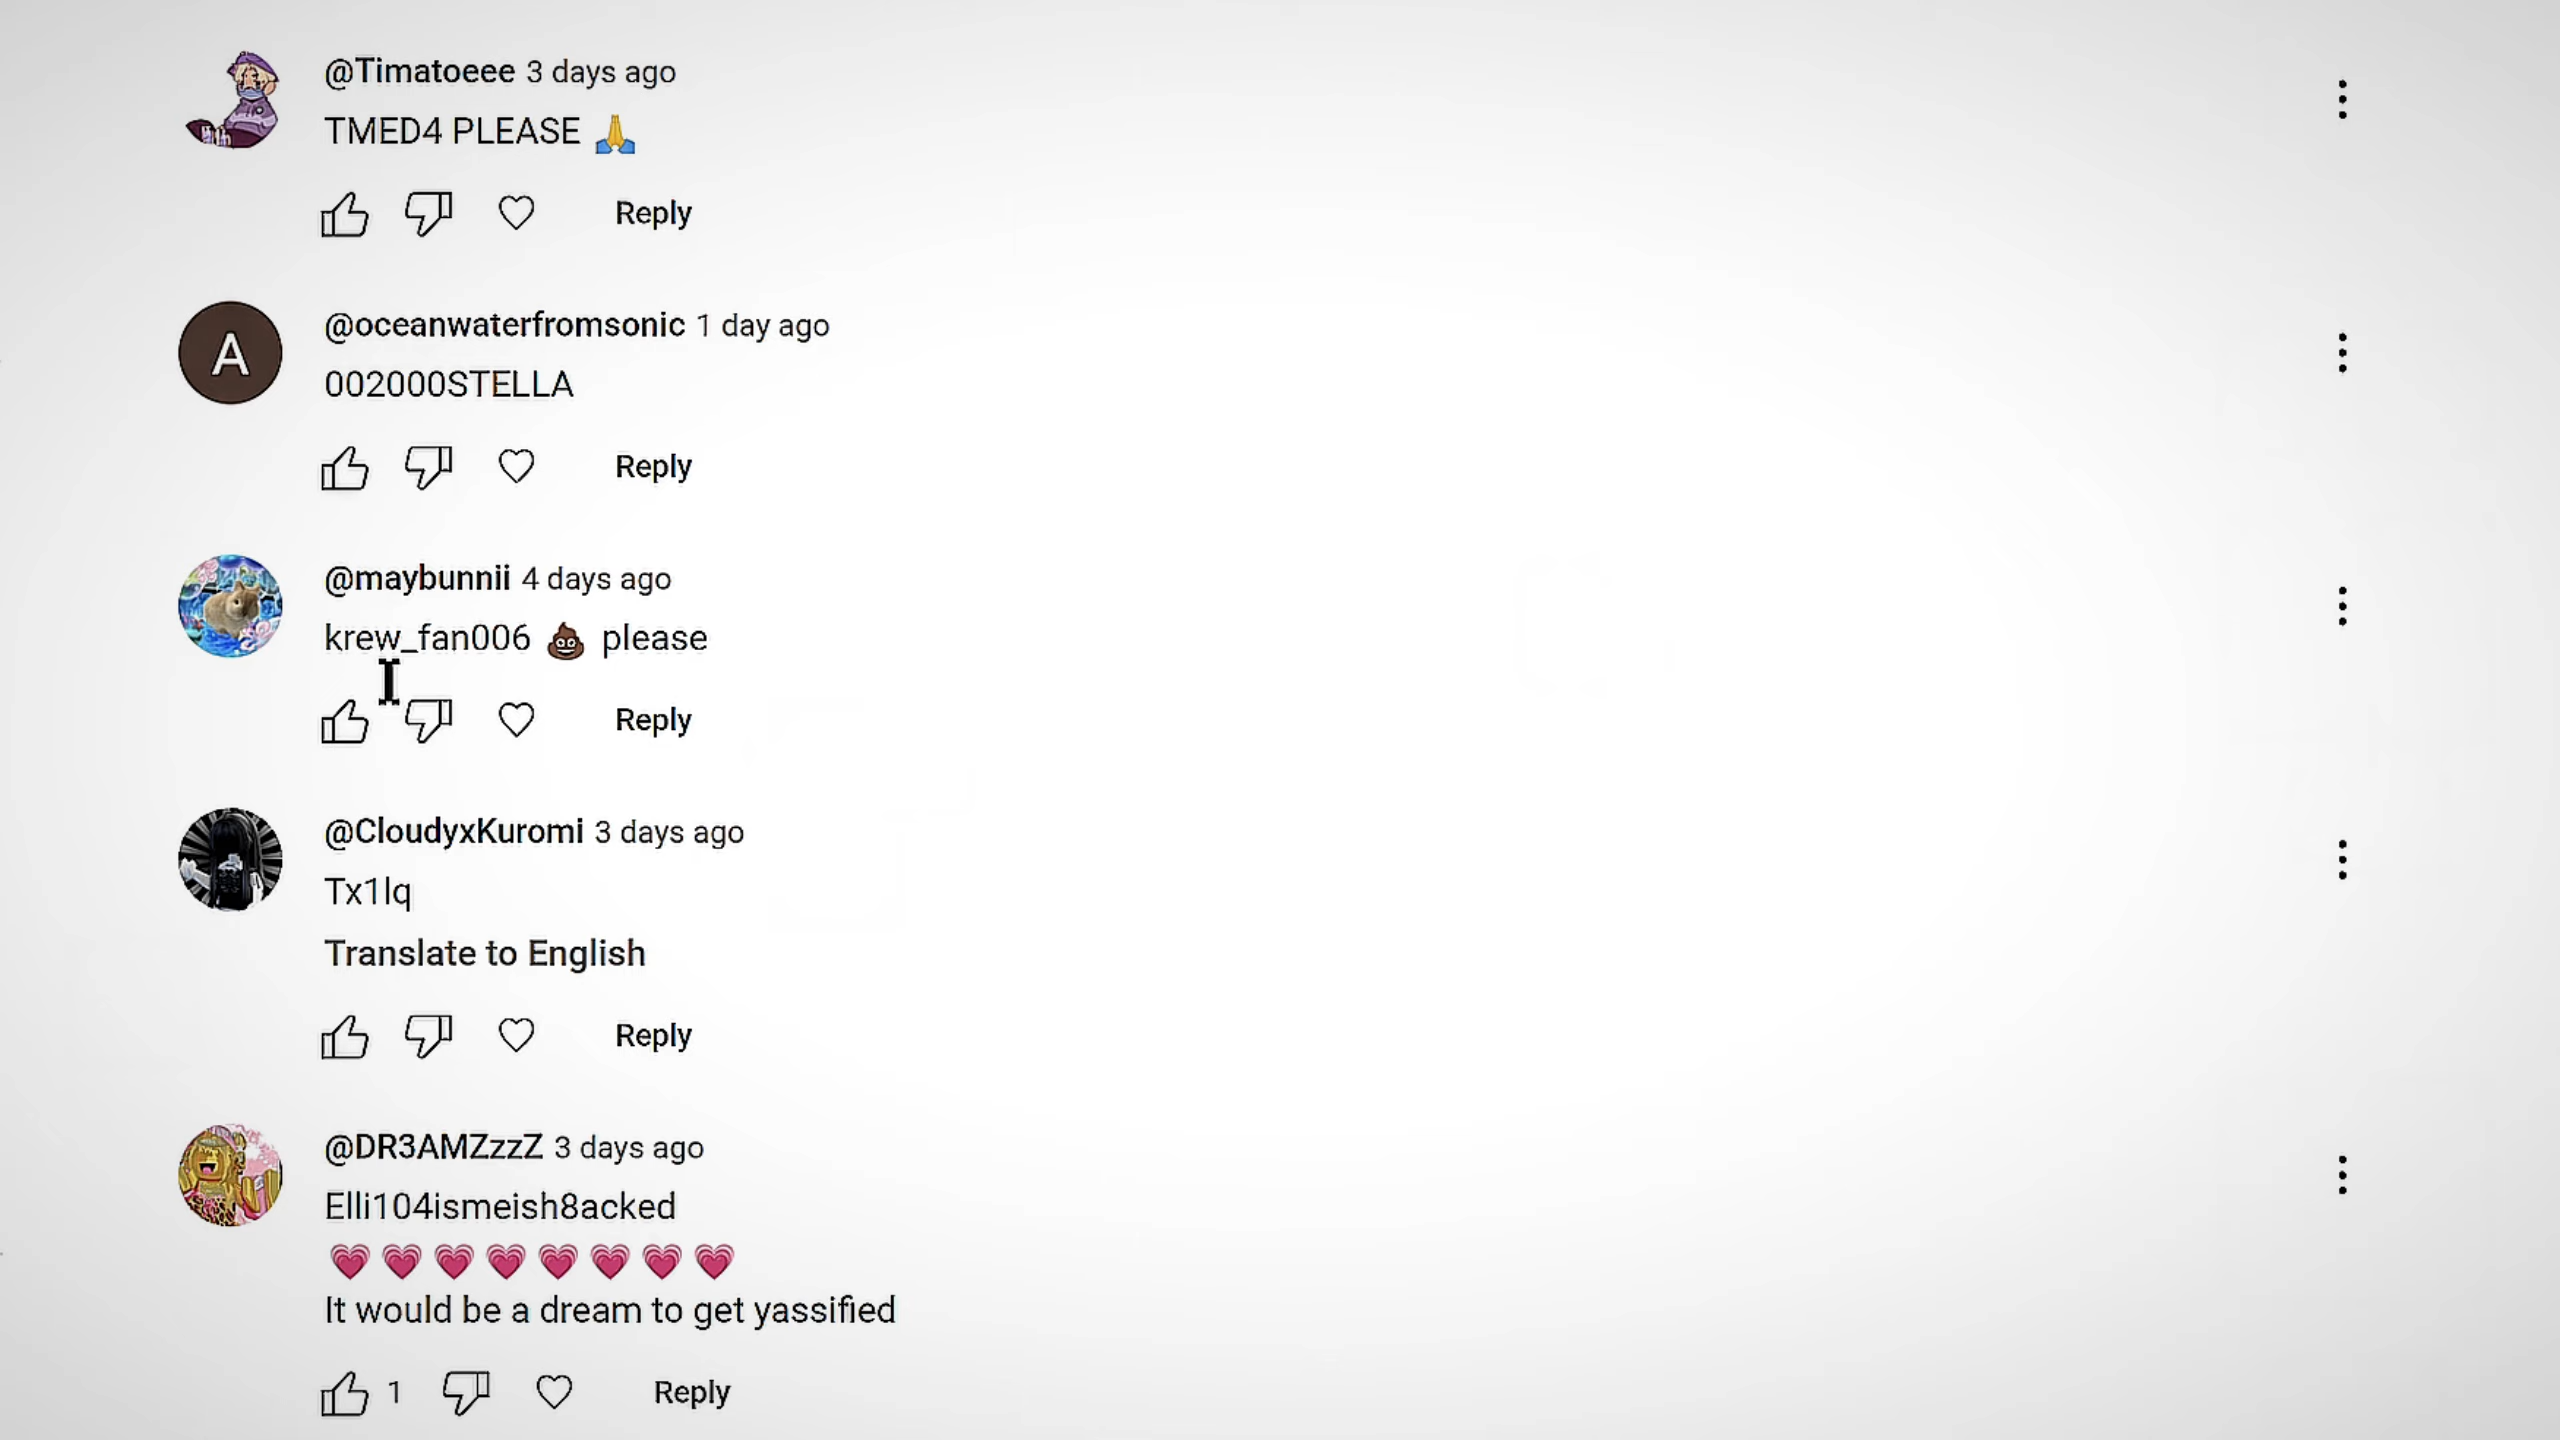 @Timatoeee 3 days ago
TMED4 PLEASE 🙏
Reply
A
@oceanwaterfromsonic 1 day ago
002000STELLA
Reply
@maybunnii 4 days ago
krew_fan006 💩 please
Reply
@CloudyxKuromi 3 days ago
Tx1lq
Translate to English
Reply
@DR3AMZzzZ 3 days ago
Elli104ismeish8acked
💗💗💗💗💗💗💗💗
It would be a dream to get yassified
1 Reply